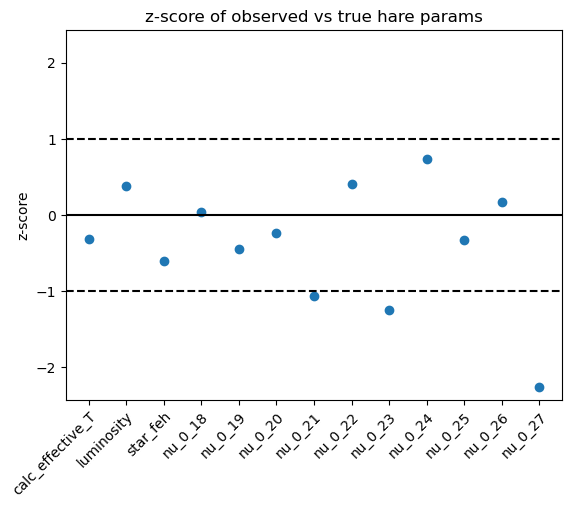 z-score of observed vs true hare params
2
1
0
−1
−2
z-score
calc_effective_T
luminosity
star_feh
nu_0_18
nu_0_19
nu_0_20
nu_0_21
nu_0_22
nu_0_23
nu_0_24
nu_0_25
nu_0_26
nu_0_27